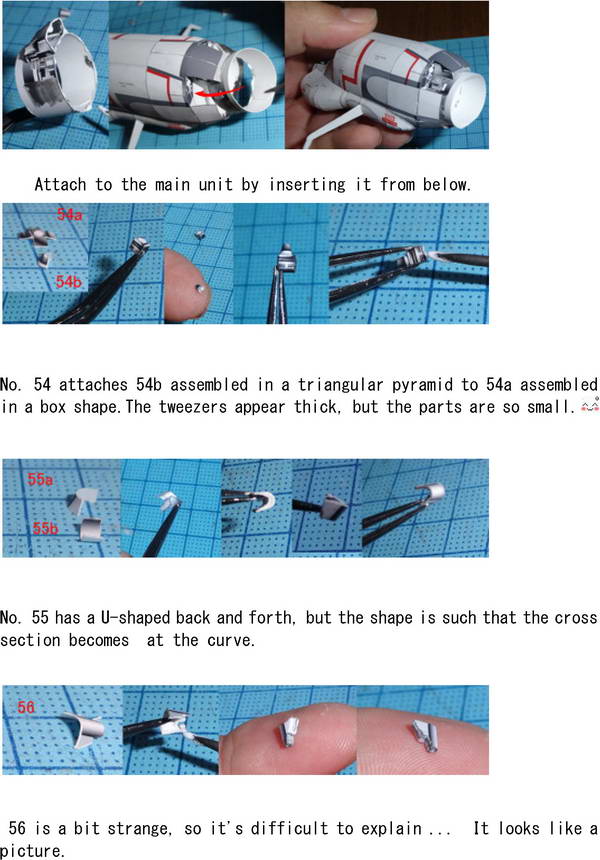 Attach to the main unit by inserting it from below.
54a
54b
No. 54 attaches 54b assembled in a triangular pyramid to 54a assembled
in a box shape.The tweezers appear thick, but the parts are so small.
55a
55b
No. 55 has a U-shaped back and forth, but the shape is such that the cross
section becomes  at the curve.
56
56 is a bit strange, so it's difficult to explain ...  It looks like a
picture.